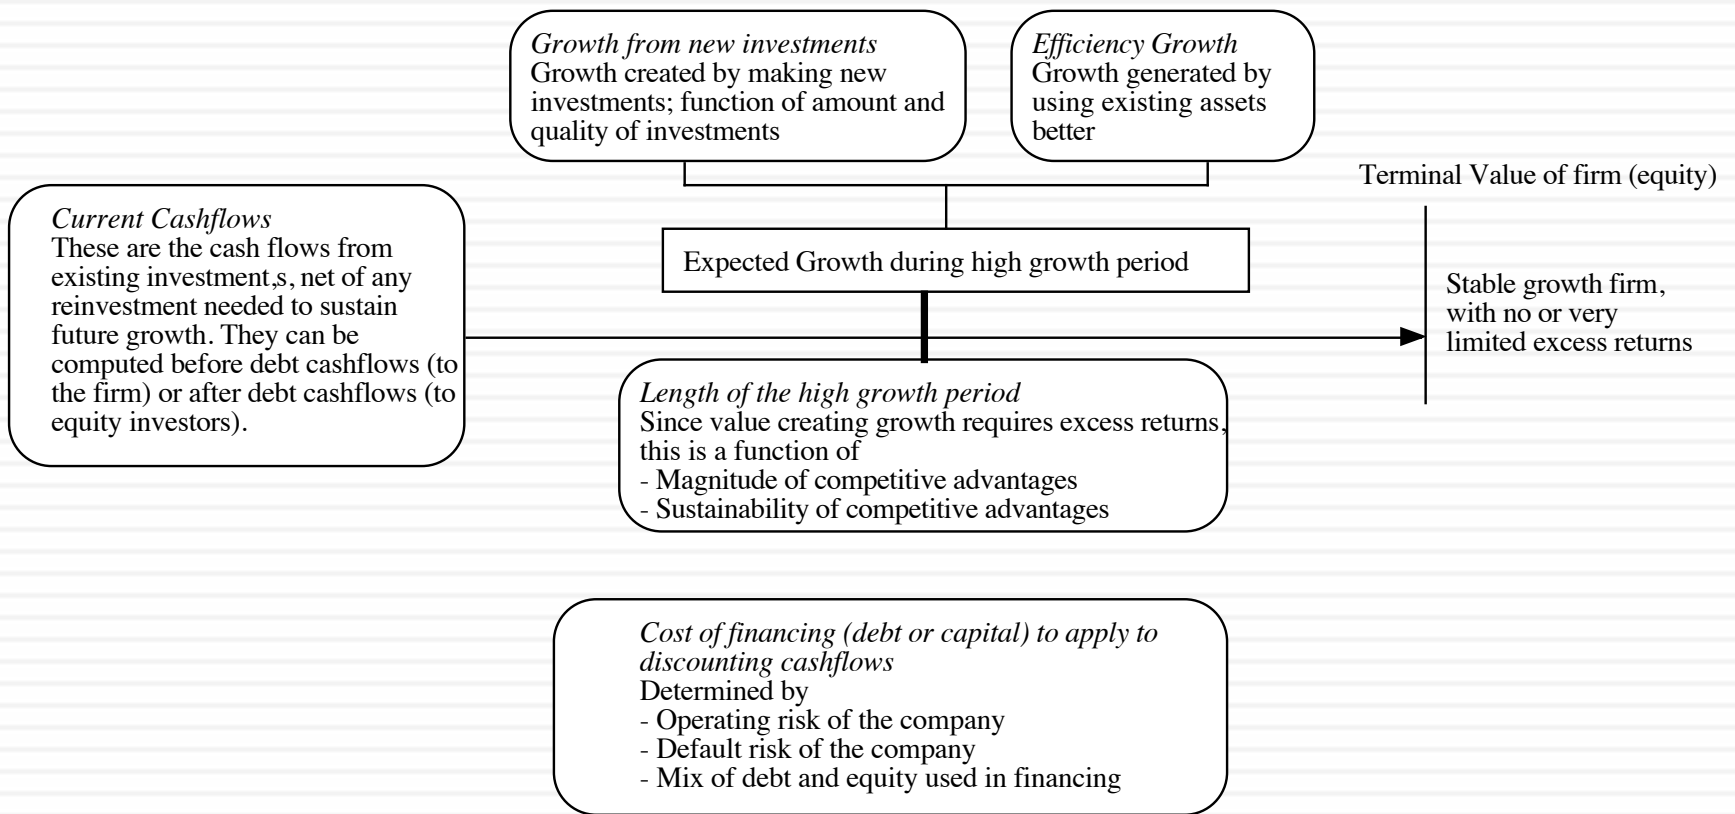 Growth from new investments
Growth created by making new
investments; function of amount and
quality of investments
Efficiency Growth
Growth generated by
using existing assets
better
Terminal Value of firm (equity)
Current Cashflows
These are the cash flows from
existing investment,s, net of any
reinvestment needed to sustain
future growth. They can be
computed before debt cashflows (to
the firm) or after debt cashflows (to
equity investors).
Expected Growth during high growth period
Stable growth firm,
with no or very
limited excess returns
Length of the high growth period
Since value creating growth requires excess returns,
this is a function of
- Magnitude of competitive advantages
- Sustainability of competitive advantages
Cost of financing (debt or capital) to apply to
discounting cashflows
Determined by
- Operating risk of the company
- Default risk of the company
- Mix of debt and equity used in financing